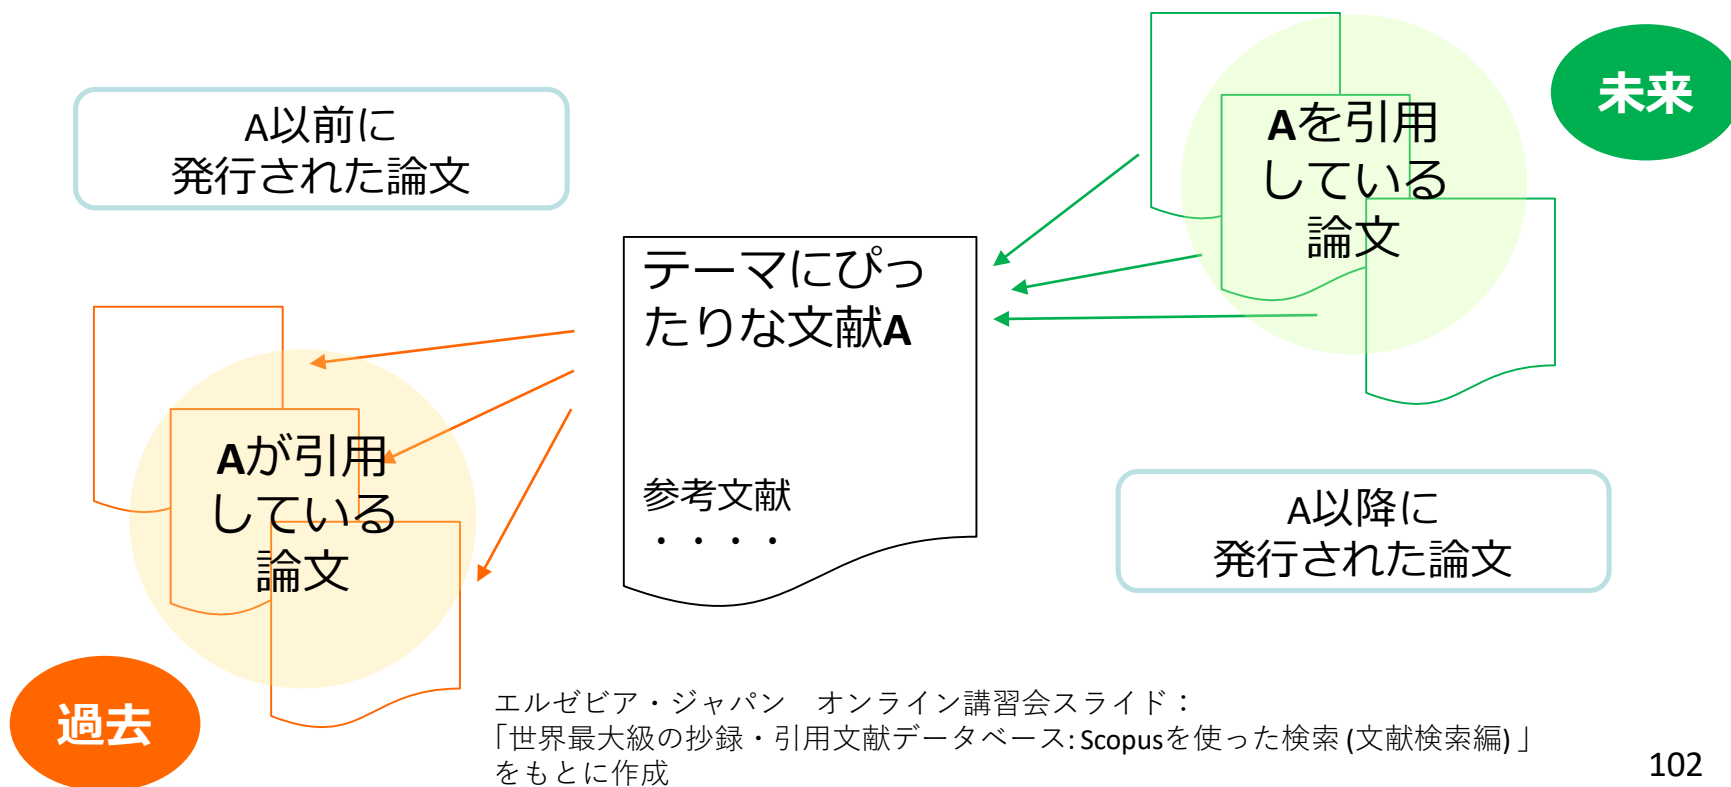 未来
Aを引用
している
論文
A以前に
発行された論文
テーマにぴっ
たりな文献A
参考文献
・・・・
Aが引用
している
論文
A以降に
発行された論文
過去
エルゼビア・ジャパン　オンライン講習会スライド：
「世界最大級の抄録・引用文献データベース: Scopusを使った検索 (文献検索編) 」
をもとに作成
102